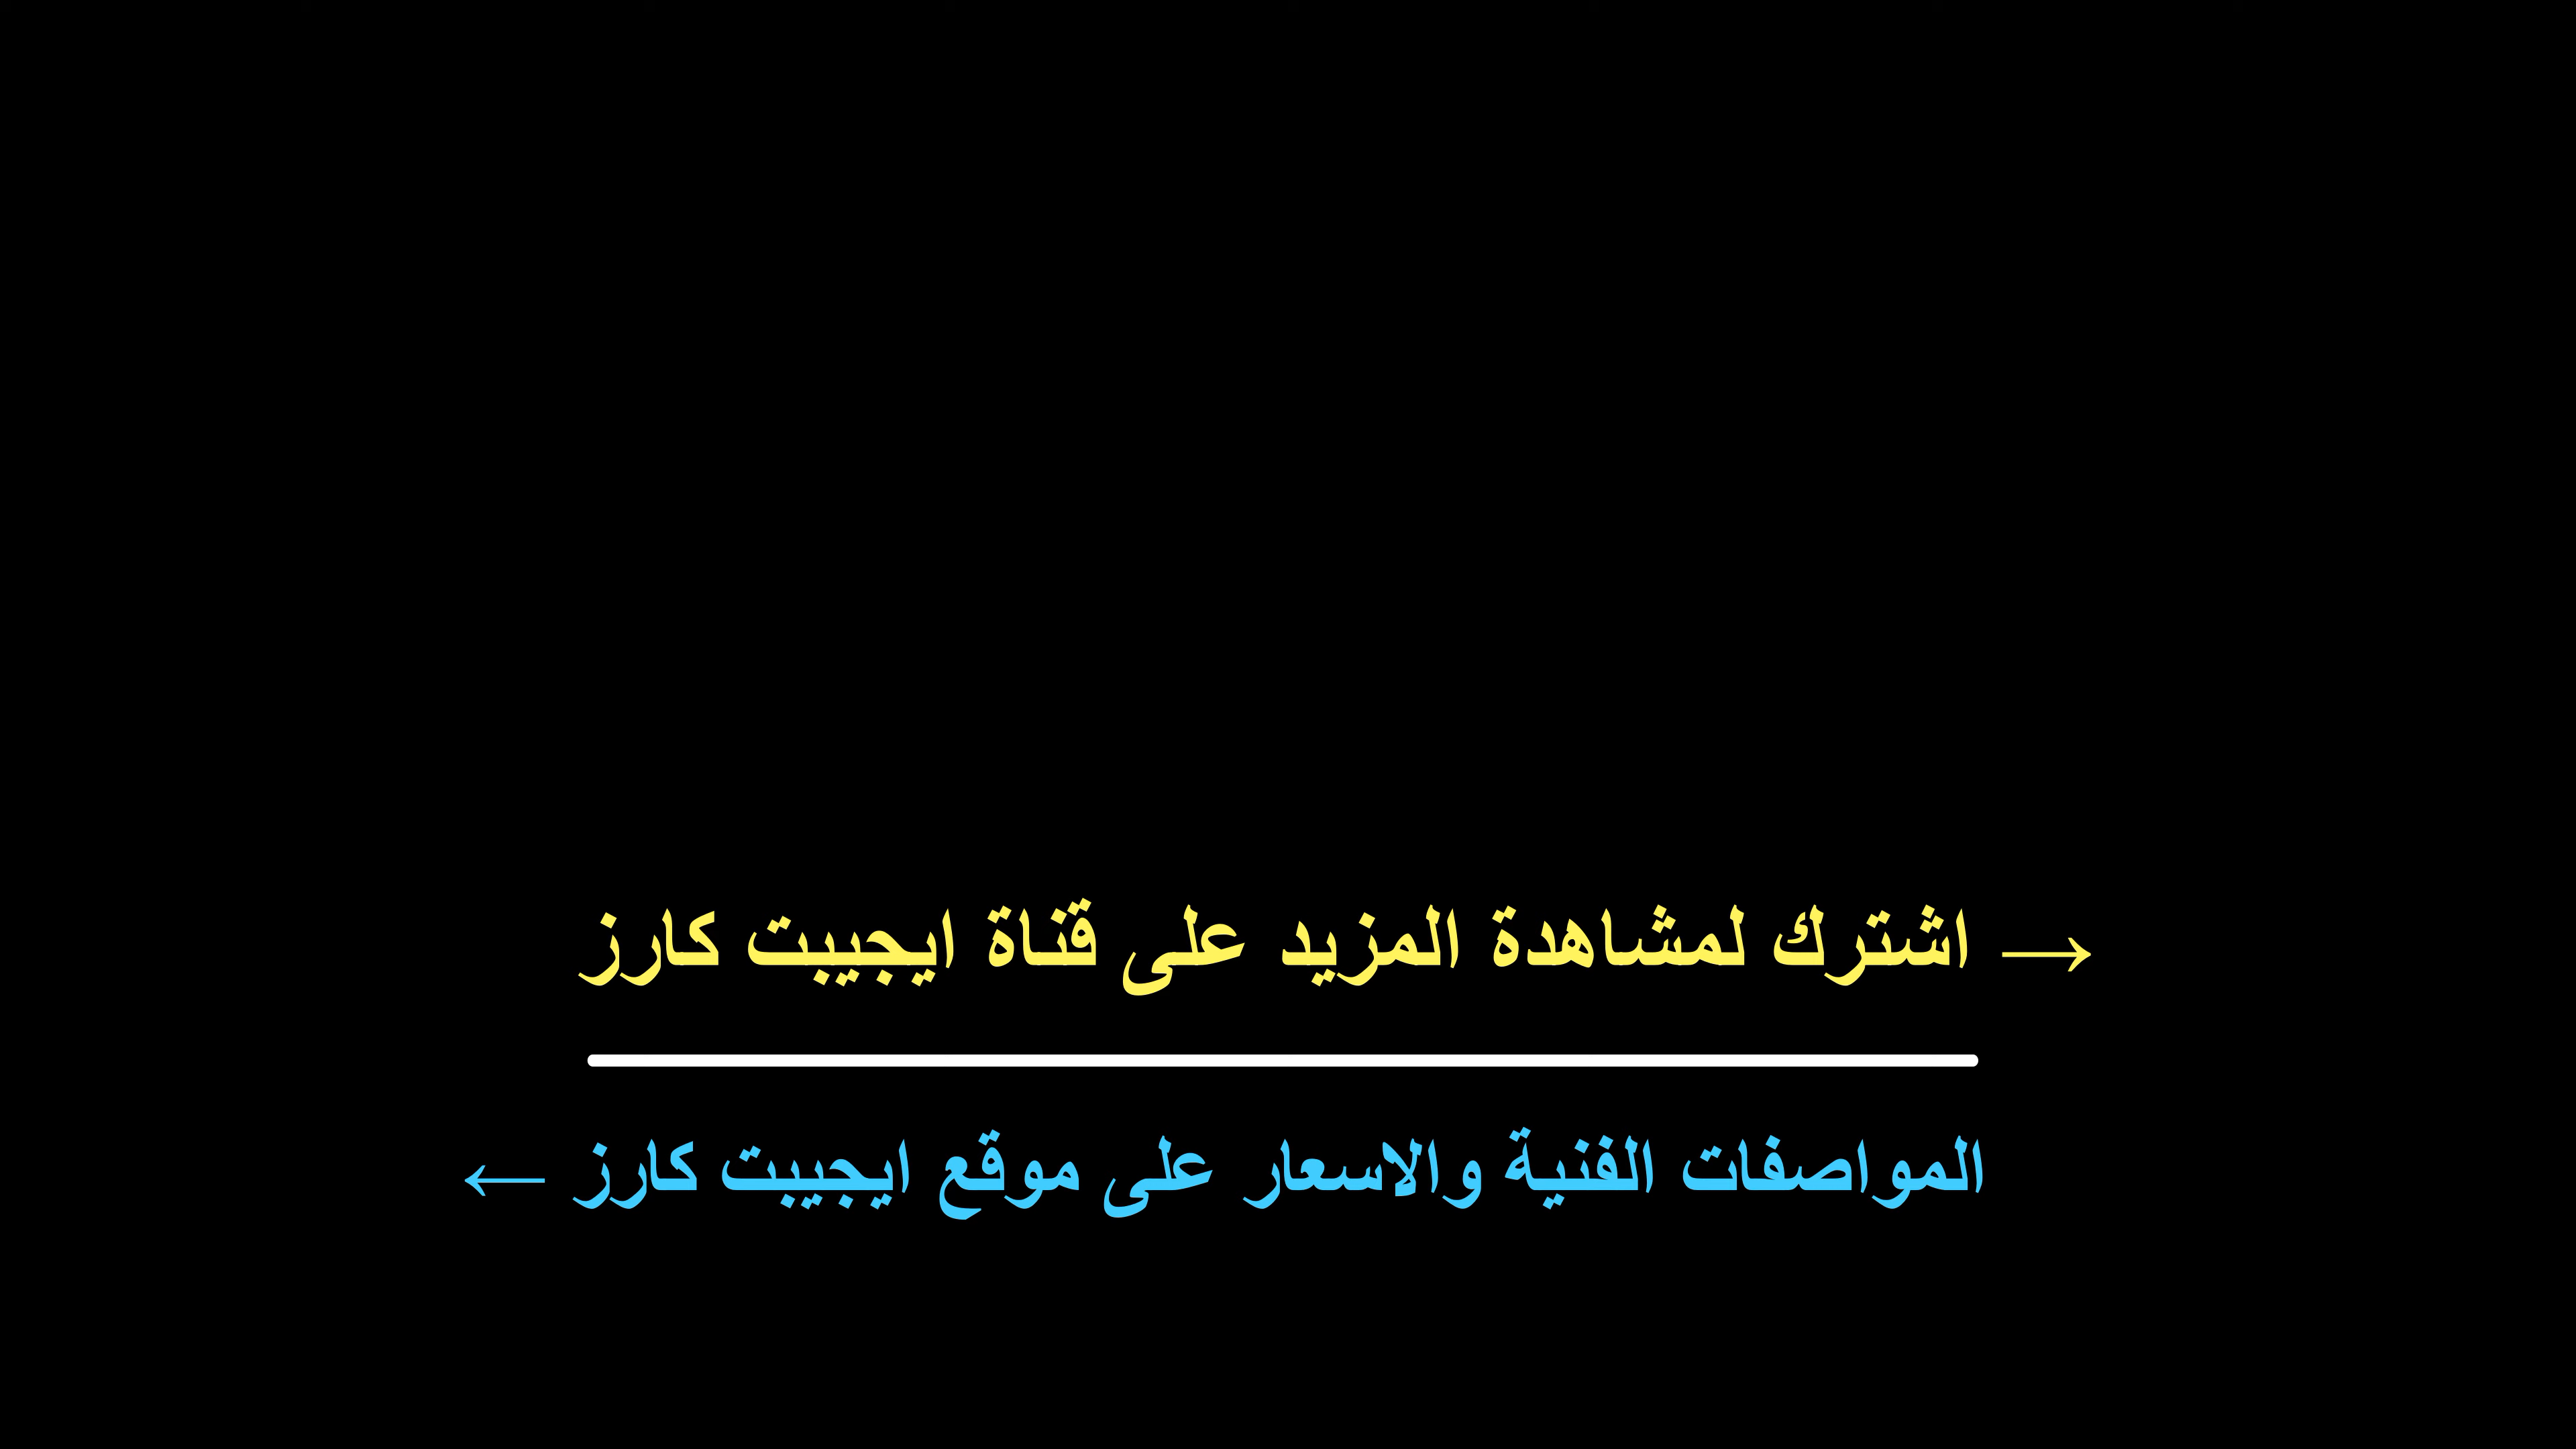 → اشترك لمشاهدة المزيد على قناة ايجيبت كارز
المواصفات الفنية والاسعار على موقع ايجيبت كارز ←